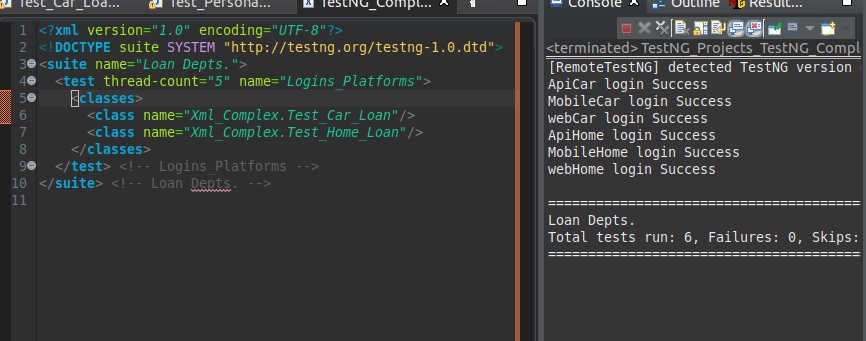 Test_Car_Loa... Test_Persona... TestNG_Compl...
1 <?xml version="1.0" encoding="UTF-8"?>
2 <!DOCTYPE suite SYSTEM "http://testng.org/testng-1.0.dtd">
3 <suite name="Loan Depts.">
4 <test thread-count="5" name="Logins_Platforms">
5 <classes>
6 <class name="Xml_Complex.Test_Car_Loan"/>
7 <class name="Xml_Complex.Test_Home_Loan"/>
8 </classes>
9 </test> <!-- Logins_Platforms -->
10 </suite> <!-- Loan Depts. -->
11
Console Outline Result...
<terminated> TestNG_Projects_TestNG_Compl
[RemoteTestNG] detected TestNG version
ApiCar login Success
MobileCar login Success
webCar login Success
ApiHome login Success
MobileHome login Success
webHome login Success
========================================
Loan Depts.
Total tests run: 6, Failures: 0, Skips:
========================================